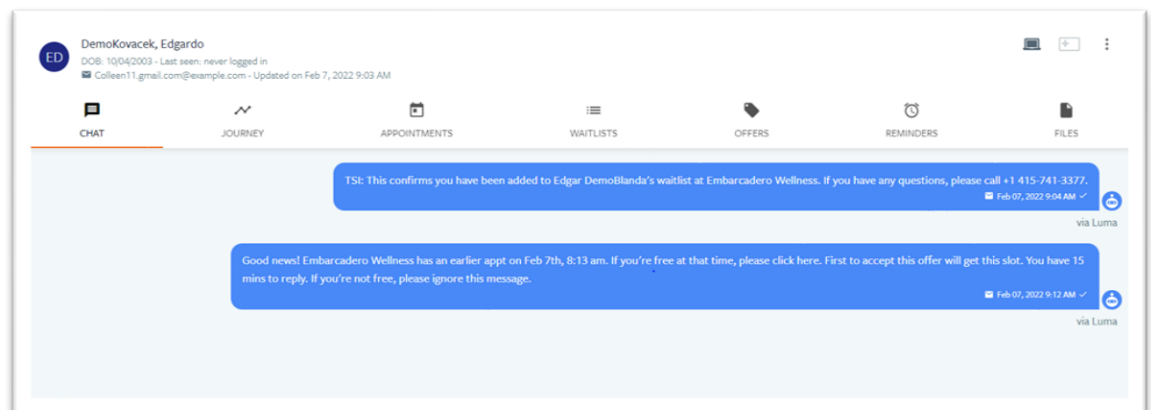 ED
DemoKovacek, Edgardo
DOB: 10/04/2003 - Last seen: never logged in
Colleen11.gmail.com@example.com - Updated on Feb 7, 2022 9:03 AM
CHAT
JOURNEY
APPOINTMENTS
WAITLISTS
OFFERS
REMINDERS
FILES
TSI: This confirms you have been added to Edgar DemoBlanda's waitlist at Embarcadero Wellness. If you have any questions, please call +1 415-741-3377.
Feb 07, 2022 9:04 AM
via Luma
Good news! Embarcadero Wellness has an earlier appt on Feb 7th, 8:13 am. If you're free at that time, please click here. First to accept this offer will get this slot. You have 15
mins to reply. If you're not free, please ignore this message.
Feb 07, 2022 9:12 AM
via Luma